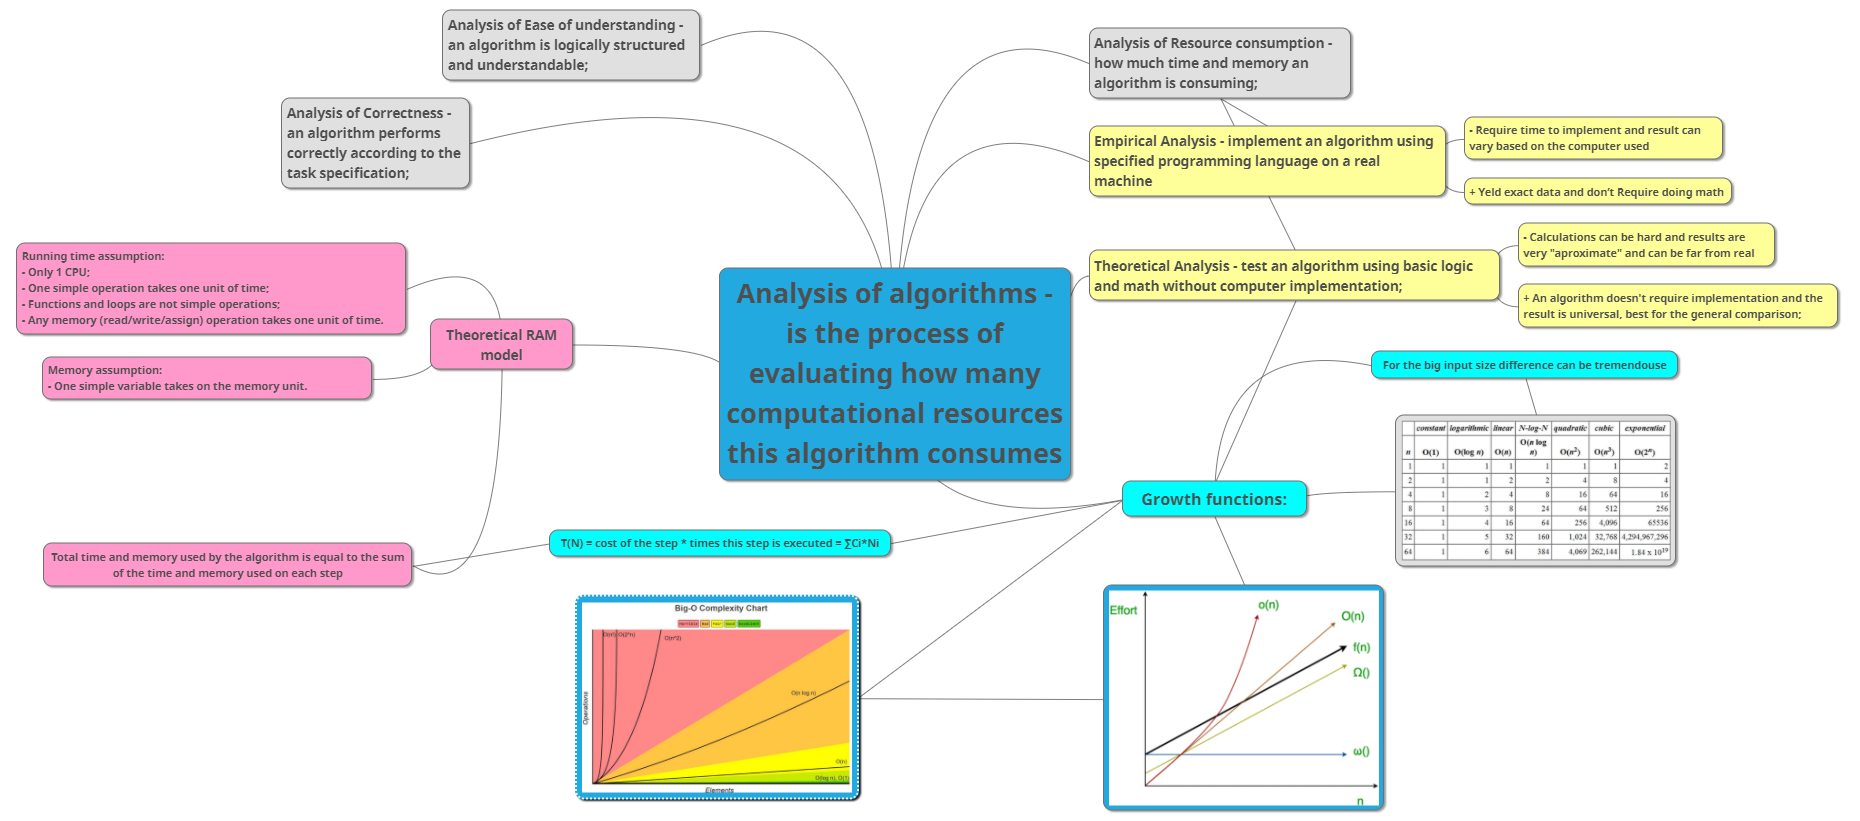 Analysis of Ease of understanding -
an algorithm is logically structured
and understandable;
Analysis of Correctness -
an algorithm performs
correctly according to the
task specification;
Analysis of Resource consumption -
how much time and memory an
algorithm is consuming;
Empirical Analysis - implement an algorithm using
specified programming language on a real
machine
- Require time to implement and result can
vary based on the computer used
+ Yeld exact data and don't Require doing math
Theoretical Analysis - test an algorithm using basic logic
and math without computer implementation;
- Calculations can be hard and results are
very "aproximate" and can be far from real
+ An algorithm doesn't require implementation and the
result is universal, best for the general comparison;
Analysis of algorithms -
is the process of
evaluating how many
computational resources
this algorithm consumes
Running time assumption:
- Only 1 CPU;
- One simple operation takes one unit of time;
- Functions and loops are not simple operations;
- Any memory (read/write/assign) operation takes one unit of time.
Theoretical RAM
model
Memory assumption:
- One simple variable takes on the memory unit.
Total time and memory used by the algorithm is equal to the sum
of the time and memory used on each step
T(N) = cost of the step * times this step is executed = ∑Ci*Ni
Growth functions:
For the big input size difference can be tremendouse
constant logarithmic linear N-log-N quadratic cubic exponential
n O(1) O(log n) O(n) O(n log n) O(n²) O(n³) O(2ⁿ)
1 1 1 1 1 1 1 2
2 1 1 2 2 4 8 4
4 1 2 4 8 16 64 16
8 1 3 8 24 64 512 256
16 1 4 16 64 256 4,096 65536
32 1 5 32 160 1,024 32,768 4,294,967,296
64 1 6 64 384 4,069 262,144 1.84 x 10¹⁹
Big-O Complexity Chart
O(n!) O(2^n)
O(n^2)
O(n log n)
O(n)
O(log n), O(1)
Operations
Elements
Effort
o(n)
O(n)
f(n)
Ω()
ω()
n